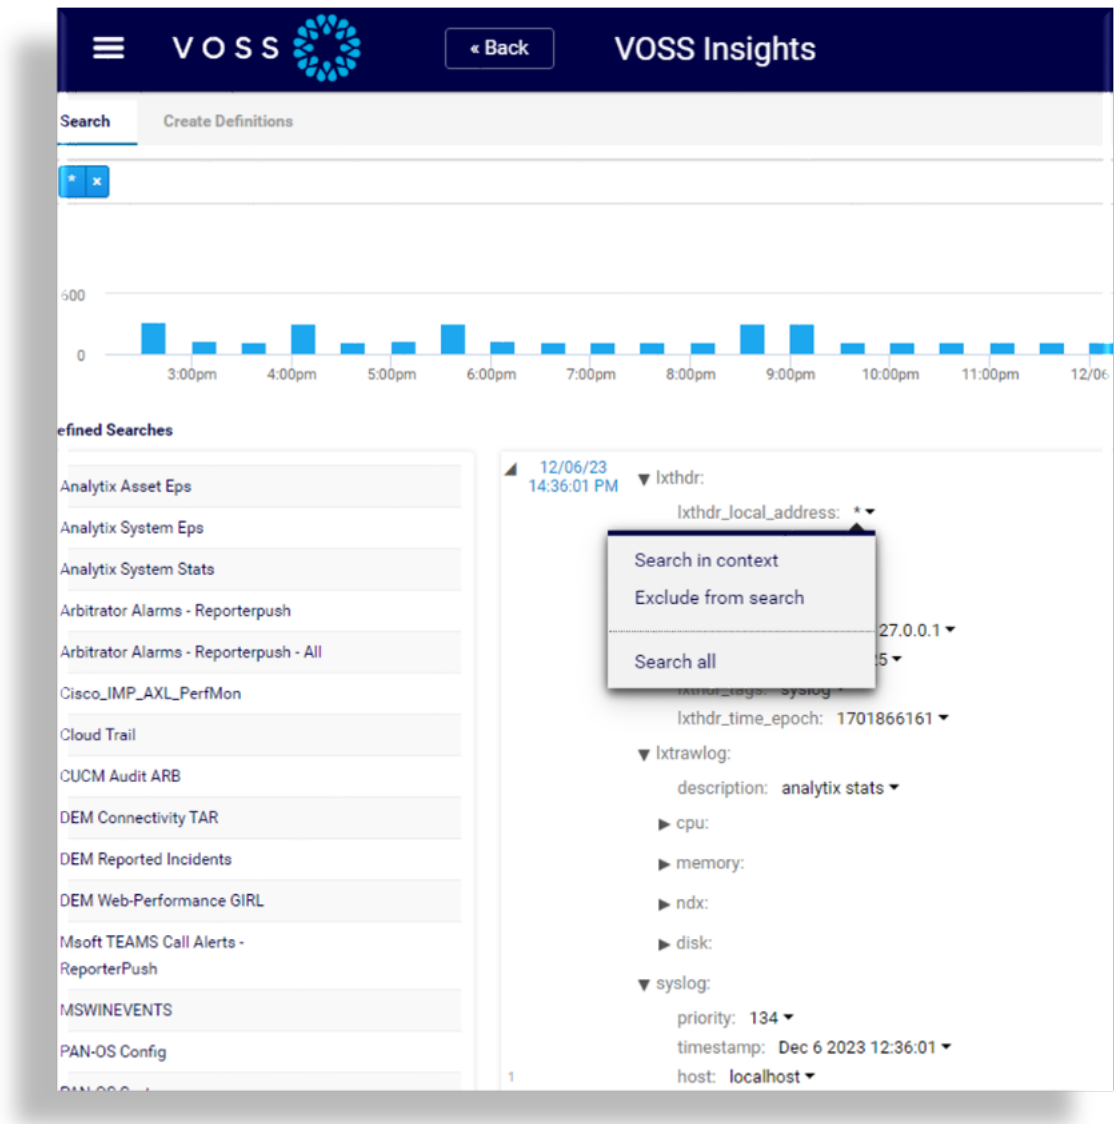 VOSS
« Back
VOSS Insights
Search
Create Definitions
* x
0
3:00pm 4:00pm 5:00pm 6:00pm 7:00pm 8:00pm 9:00pm 10:00pm 11:00pm 12/06
efined Searches
Analytix Asset Eps
Analytix System Eps
Analytix System Stats
Arbitrator Alarms - Reporterpush
Arbitrator Alarms - Reporterpush - All
Cisco_IMP_AXL_PerfMon
Cloud Trail
CUCM Audit ARB
DEM Connectivity TAR
DEM Reported Incidents
DEM Web-Performance GIRL
Msoft TEAMS Call Alerts -
ReporterPush
MSWINEVENTS
PAN-OS Config
12/06/23
14:36:01 PM
lxthdr:
lxthdr_local_address: *
Search in context
Exclude from search
Search all
27.0.0.1
5
lxthdr_tags: syslog
lxthdr_time_epoch: 1701866161
lxtrawlog:
description: analytix stats
cpu:
memory:
ndx:
disk:
syslog:
priority: 134
timestamp: Dec 6 2023 12:36:01
1
host: localhost